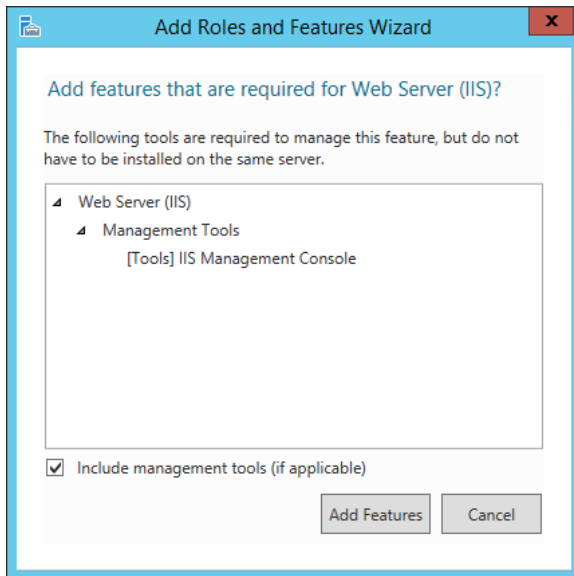 Add Roles and Features Wizard
x
Add features that are required for Web Server (IIS)?
The following tools are required to manage this feature, but do not
have to be installed on the same server.
Web Server (IIS)
Management Tools
[Tools] IIS Management Console
Include management tools (if applicable)
Add Features
Cancel